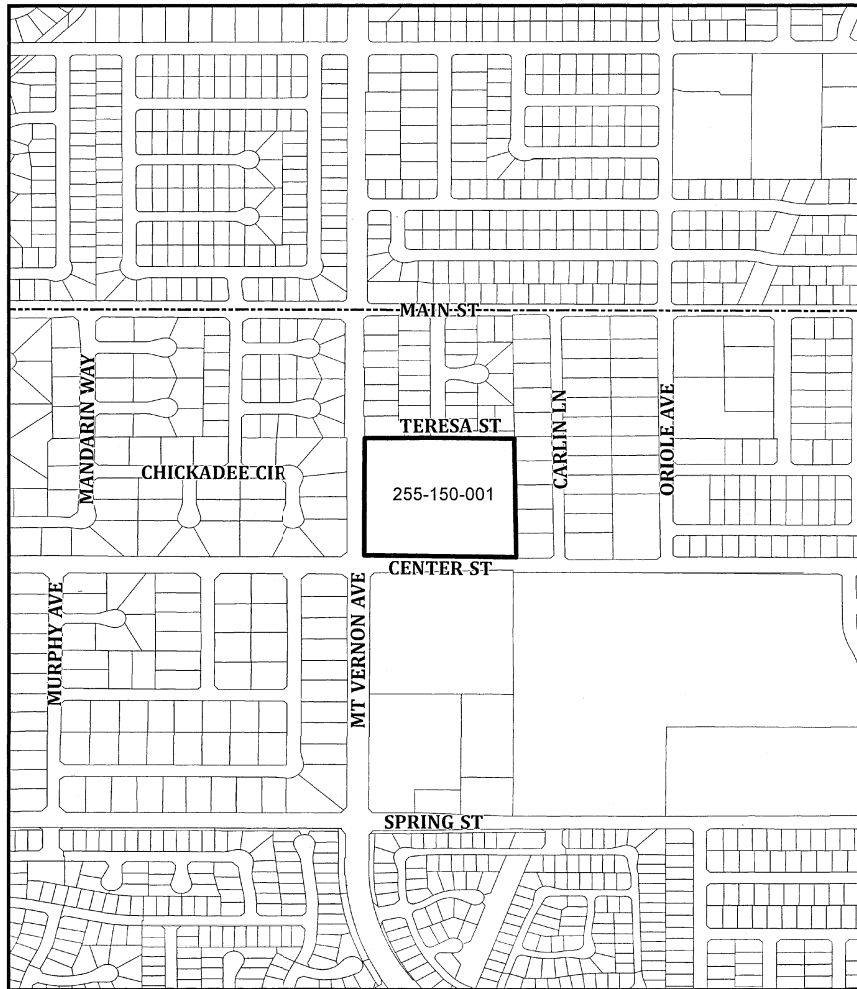 MAIN ST
MANDARIN WAY
TERESA ST
CARLIN LN
ORIOLE AVE
CHICKADEE CIR
255-150-001
CENTER ST
MURPHY AVE
MT VERNON AVE
SPRING ST